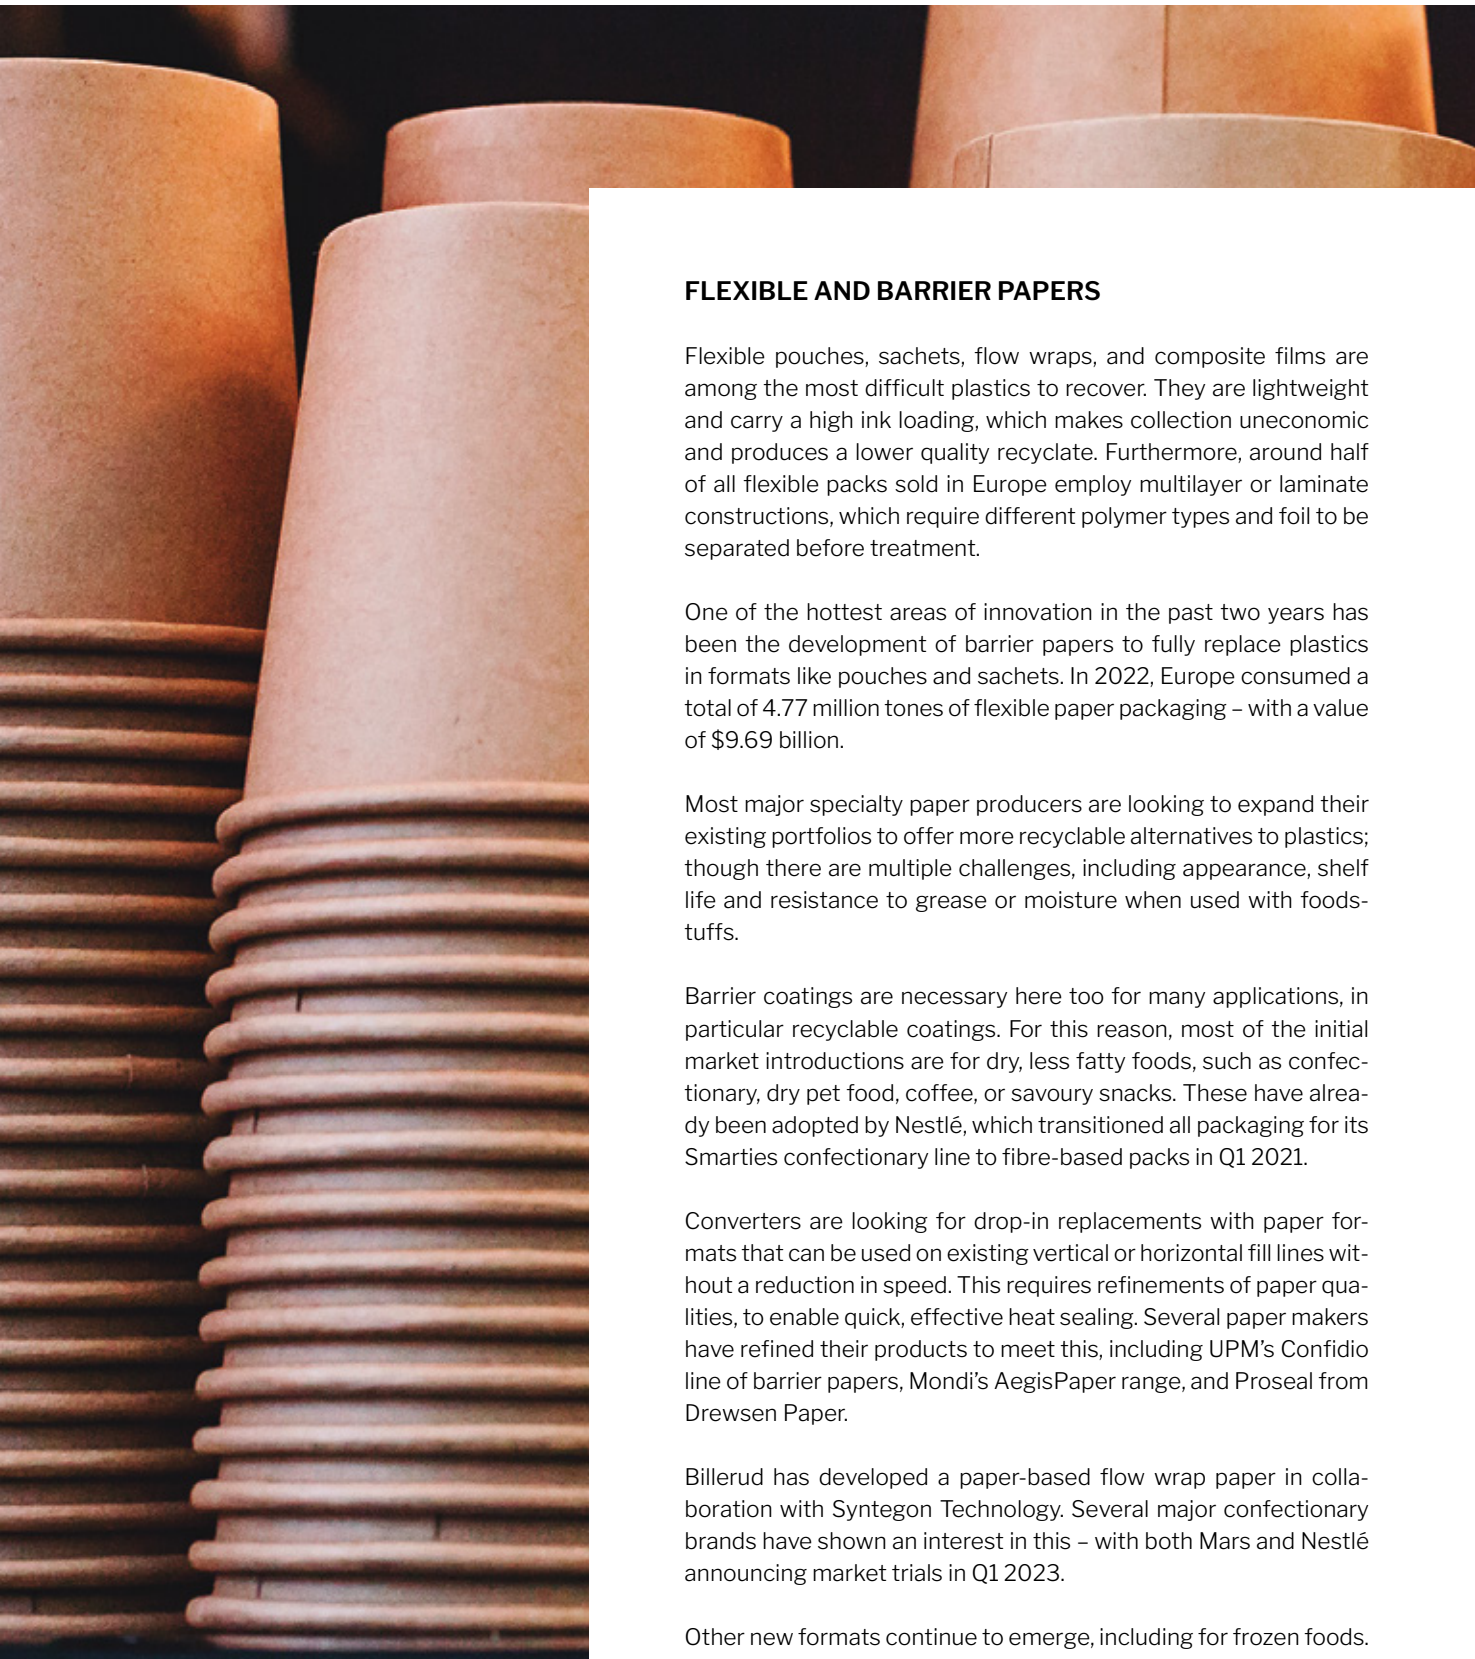 FLEXIBLE AND BARRIER PAPERS
Flexible pouches, sachets, flow wraps, and composite films are
among the most difficult plastics to recover. They are lightweight
and carry a high ink loading, which makes collection uneconomic
and produces a lower quality recyclate. Furthermore, around half
of all flexible packs sold in Europe employ multilayer or laminate
constructions, which require different polymer types and foil to be
separated before treatment.
One of the hottest areas of innovation in the past two years has
been the development of barrier papers to fully replace plastics
in formats like pouches and sachets. In 2022, Europe consumed a
total of 4.77 million tones of flexible paper packaging – with a value
of $9.69 billion.
Most major specialty paper producers are looking to expand their
existing portfolios to offer more recyclable alternatives to plastics;
though there are multiple challenges, including appearance, shelf
life and resistance to grease or moisture when used with foods-
tuffs.
Barrier coatings are necessary here too for many applications, in
particular recyclable coatings. For this reason, most of the initial
market introductions are for dry, less fatty foods, such as confec-
tionary, dry pet food, coffee, or savoury snacks. These have alrea-
dy been adopted by Nestlé, which transitioned all packaging for its
Smarties confectionary line to fibre-based packs in Q1 2021.
Converters are looking for drop-in replacements with paper for-
mats that can be used on existing vertical or horizontal fill lines wit-
hout a reduction in speed. This requires refinements of paper qua-
lities, to enable quick, effective heat sealing. Several paper makers
have refined their products to meet this, including UPM’s Confidio
line of barrier papers, Mondi’s AegisPaper range, and Proseal from
Drewsen Paper.
Billerud has developed a paper-based flow wrap paper in colla-
boration with Syntegon Technology. Several major confectionary
brands have shown an interest in this – with both Mars and Nestlé
announcing market trials in Q1 2023.
Other new formats continue to emerge, including for frozen foods.